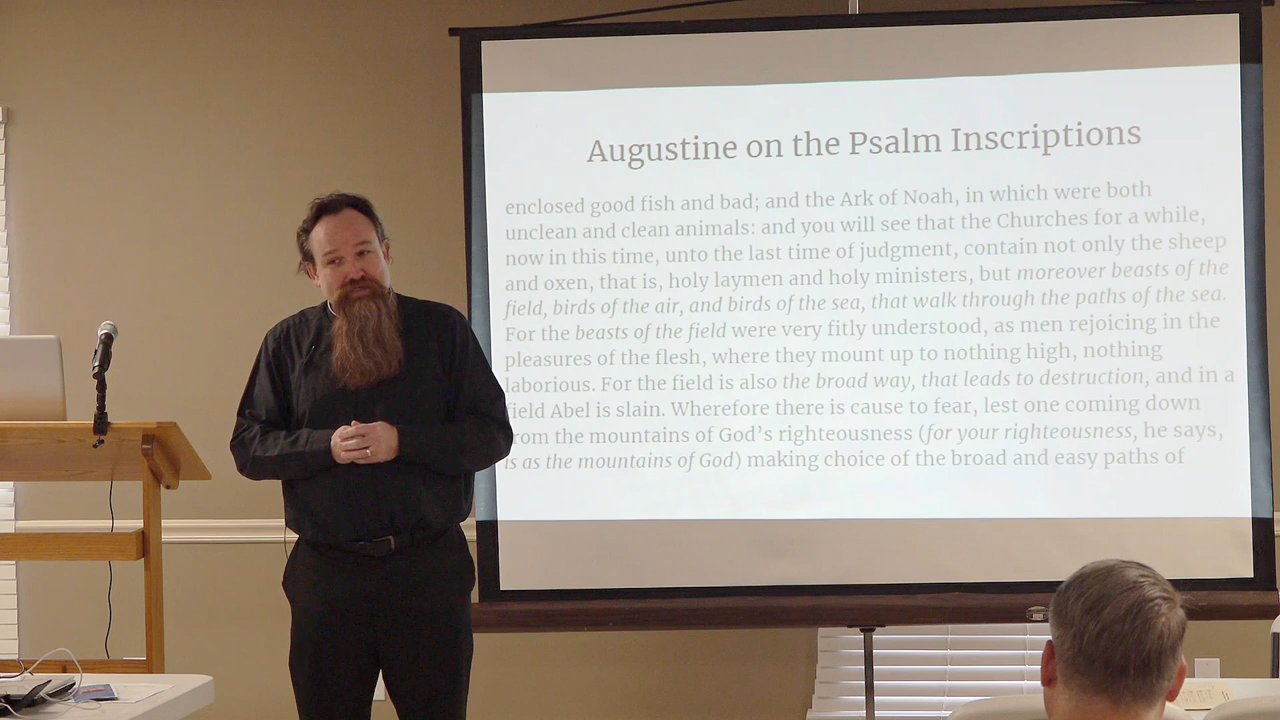 Augustine on the Psalm Inscriptions
enclosed good fish and bad; and the Ark of Noah, in which were both
unclean and clean animals: and you will see that the Churches for a while,
now in this time, unto the last time of judgment, contain not only the sheep
and oxen, that is, holy laymen and holy ministers, but moreover beasts of the
field, birds of the air, and birds of the sea, that walk through the paths of the sea.
For the beasts of the field were very fitly understood, as men rejoicing in the
pleasures of the flesh, where they mount up to nothing high, nothing
laborious. For the field is also the broad way, that leads to destruction, and in a
field Abel is slain. Wherefore there is cause to fear, lest one coming down
from the mountains of God's righteousness (for your righteousness, he says,
is as the mountains of God) making choice of the broad and easy paths of